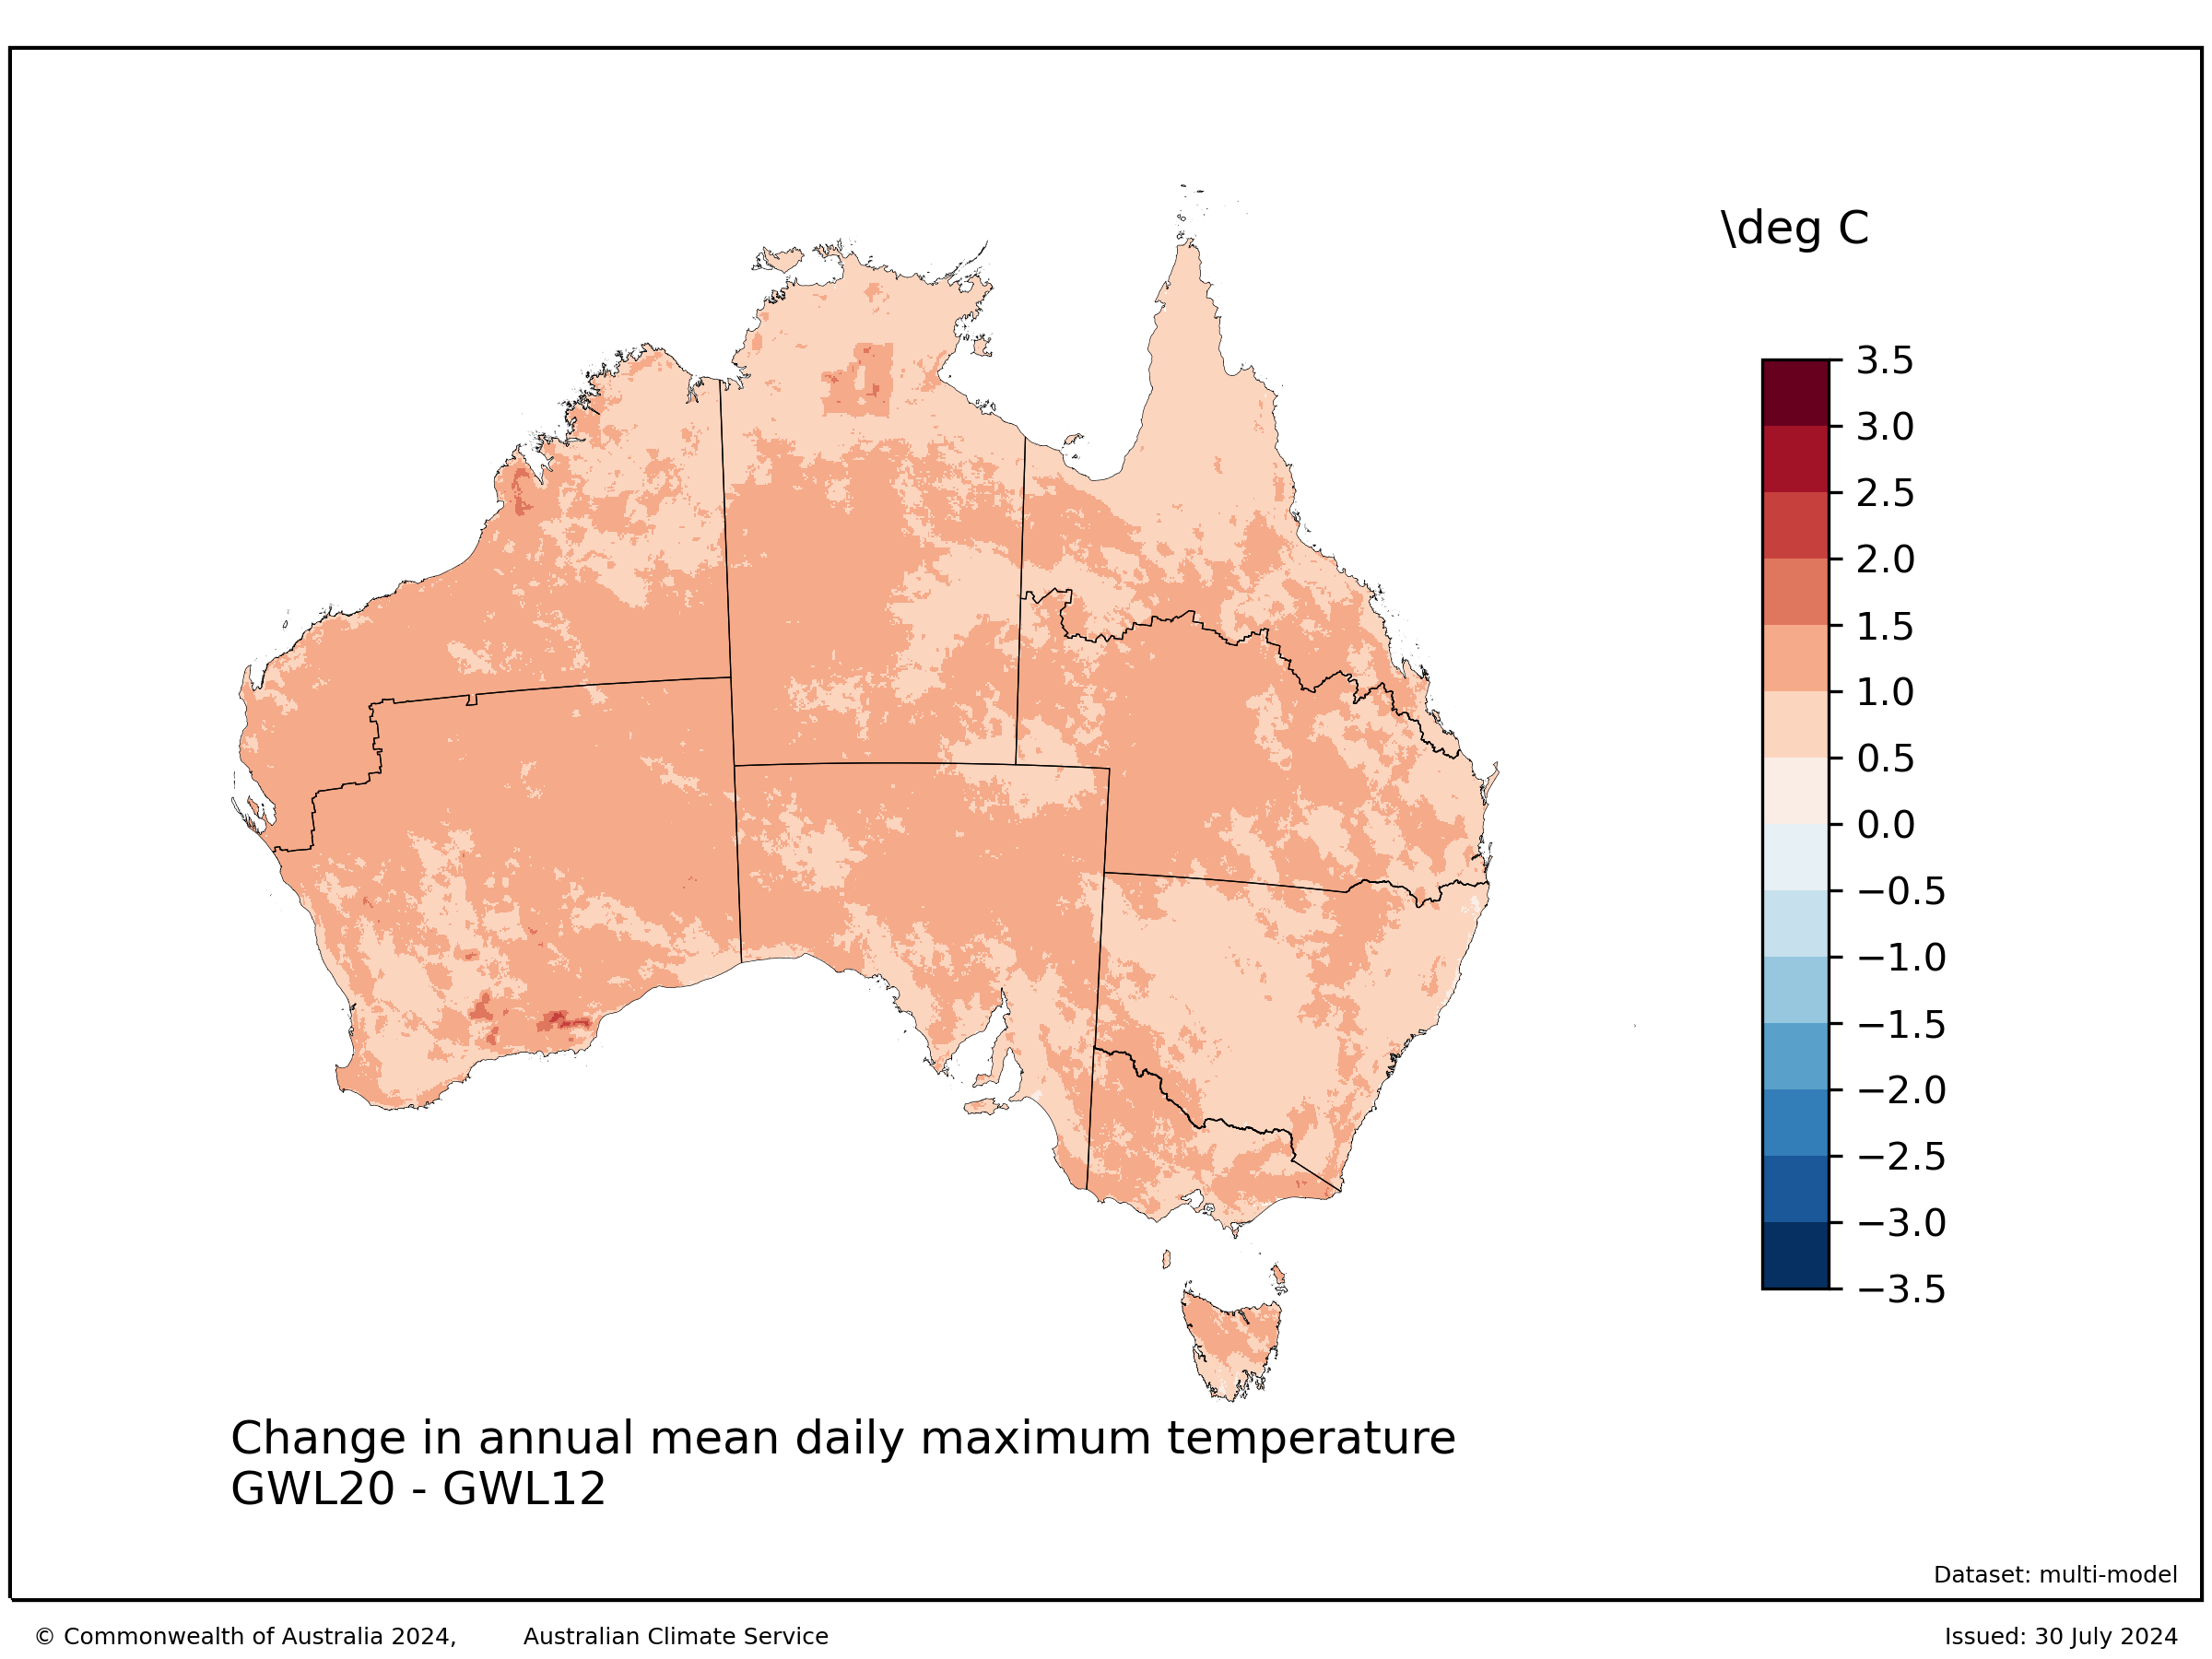 \deg C
3.5
3.0
2.5
2.0
1.5
1.0
0.5
0.0
−0.5
−1.0
−1.5
−2.0
−2.5
−3.0
−3.5
Change in annual mean daily maximum temperature
GWL20 - GWL12
Dataset: multi-model
© Commonwealth of Australia 2024, Australian Climate Service
Issued: 30 July 2024